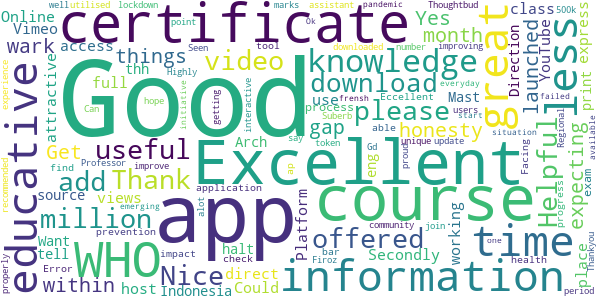 well utilised lockdown
marks
assistant pandemic
Thoughtbud
500k
Online
Vimeo
certificate
Yes
point
Ok
class
YouTube
wark
access
things
Seen
tool
month
downloaded
number
improving
great
launched
Direction
less
print express
experience
attractive
thh
full
Highly
video
knowledge
educative
Good
Can
hope
initiative
getting
interactive
download
use
process
frensh
Suberb
Eccellent
everyday
users
start
Mast
please
gap
honesty
situation
failed
Regional
Helpful
expecting
useful
Arch
Excellent
able
unique
update
Get
find
add
Thank
Professor
improve
say
token
ap
eng
proud
Facing
progress
exam
available
recommended
million
source
views
application
app
course
Platform
emerging
alot
WHO
Want
tell
prevention
impact
halt
check
offered
Secondly
working
community
join
time
place
one
health
Nice
direct
bar
Firoz
properly
Error
within
host
Indonesia
Could
information
period
Thankyou
Gd